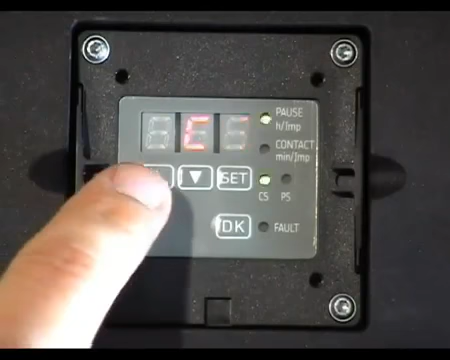 C -
PAUSE
h/Imp
CONTACT
min/Imp
▼ SET
CS PS
OK FAULT